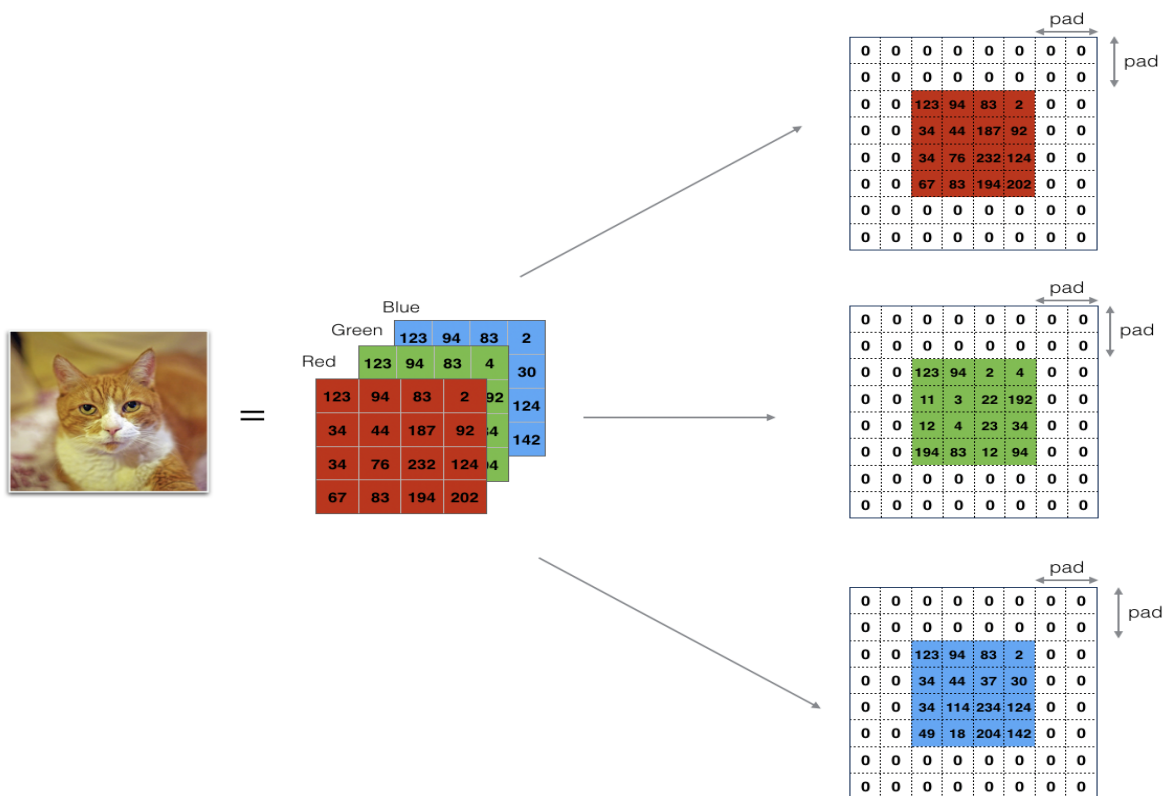 pad
0 0 0 0 0 0 0 0
pad
0 0 0 0 0 0 0 0
0 0 123 94 83 2 0 0
0 0 34 44 187 92 0 0
0 0 34 76 232 124 0 0
0 0 67 83 194 202 0 0
0 0 0 0 0 0 0 0
0 0 0 0 0 0 0 0
Blue
123 94 83 2
30
124
142
Green
123 94 83 4
92
34
94
Red
123 94 83 2
34 44 187 92
34 76 232 124
67 83 194 202
=
pad
0 0 0 0 0 0 0 0
pad
0 0 0 0 0 0 0 0
0 0 123 94 2 4 0 0
0 0 11 3 22 192 0 0
0 0 12 4 23 34 0 0
0 0 194 83 12 94 0 0
0 0 0 0 0 0 0 0
0 0 0 0 0 0 0 0
pad
0 0 0 0 0 0 0 0
pad
0 0 0 0 0 0 0 0
0 0 123 94 83 2 0 0
0 0 34 44 37 30 0 0
0 0 34 114 234 124 0 0
0 0 49 18 204 142 0 0
0 0 0 0 0 0 0 0
0 0 0 0 0 0 0 0